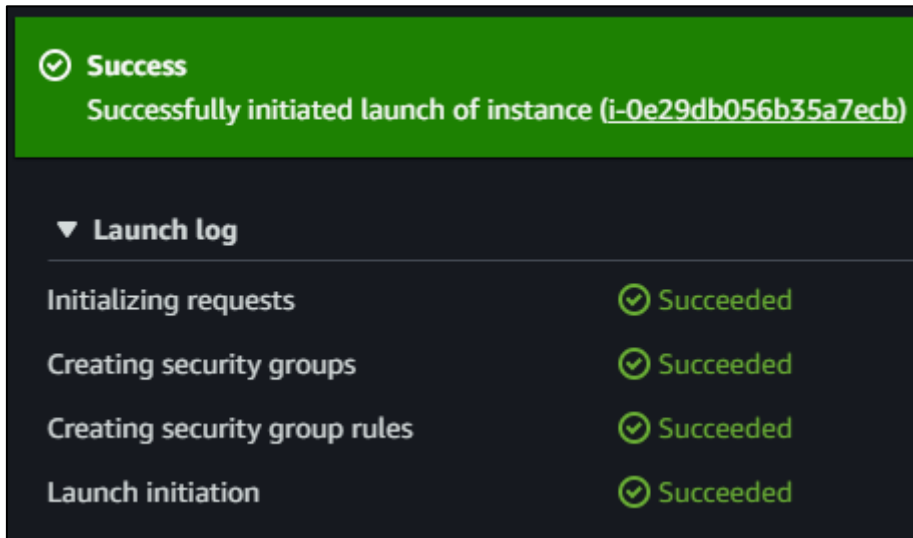 Success
Successfully initiated launch of instance (i-0e29db056b35a7ecb)
Launch log
Initializing requests Succeeded
Creating security groups Succeeded
Creating security group rules Succeeded
Launch initiation Succeeded